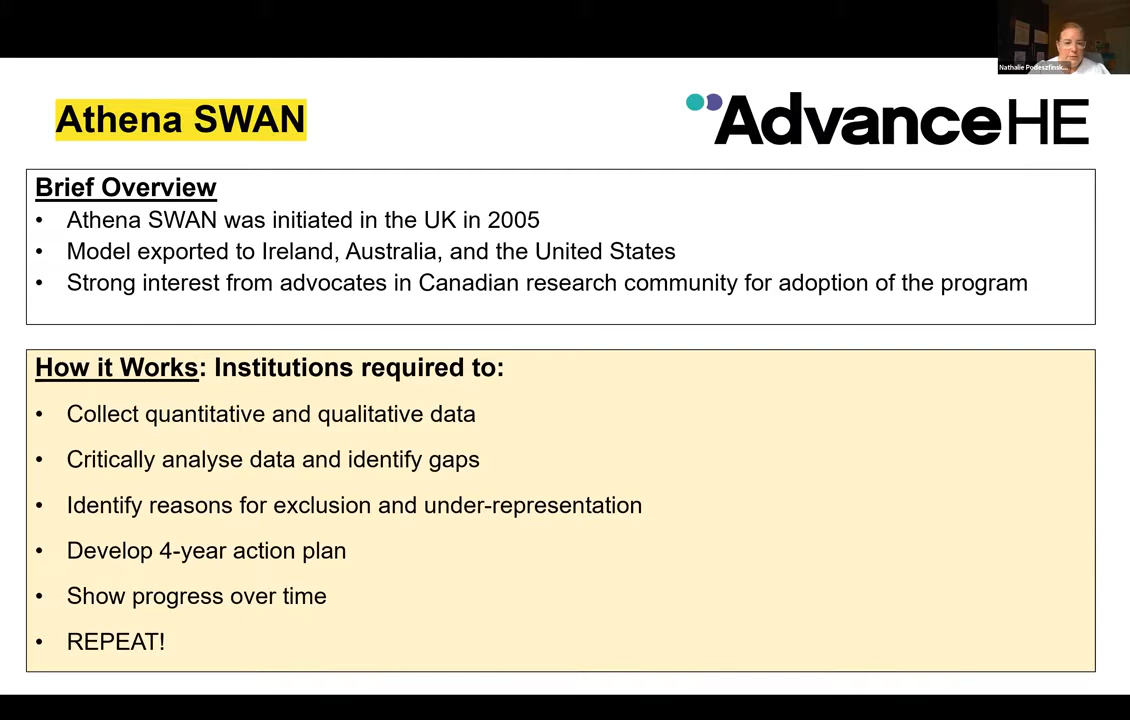 Nathalie Podeszfinsk...
Athena SWAN
AdvanceHE
Brief Overview
• Athena SWAN was initiated in the UK in 2005
• Model exported to Ireland, Australia, and the United States
• Strong interest from advocates in Canadian research community for adoption of the program
How it Works: Institutions required to:
• Collect quantitative and qualitative data
• Critically analyse data and identify gaps
• Identify reasons for exclusion and under-representation
• Develop 4-year action plan
• Show progress over time
• REPEAT!